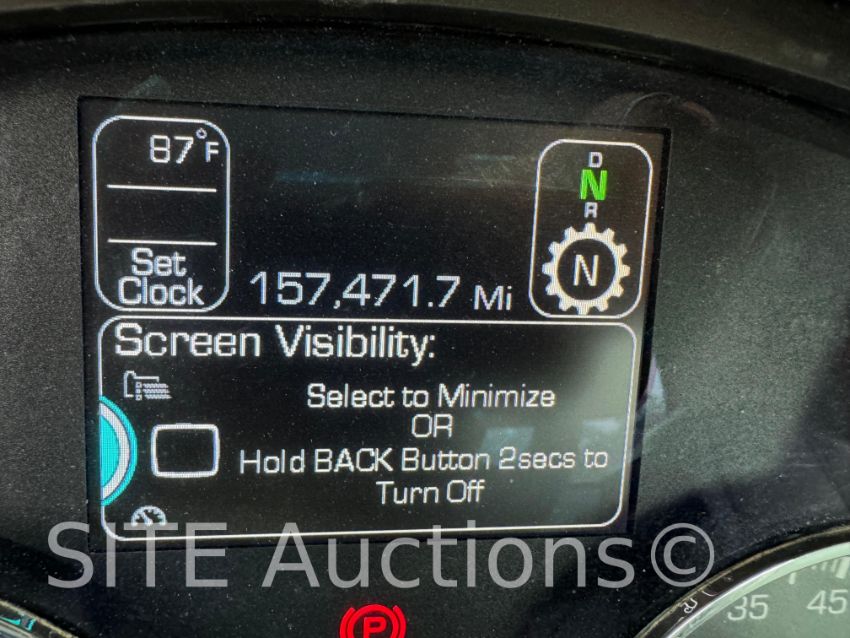 87°F
D
N
R
N
Set
Clock
157,471.7 Mi
Screen Visibility:
Select to Minimize
OR
Hold BACK Button 2secs to
Turn Off
SITE Auctions©
P
35
45